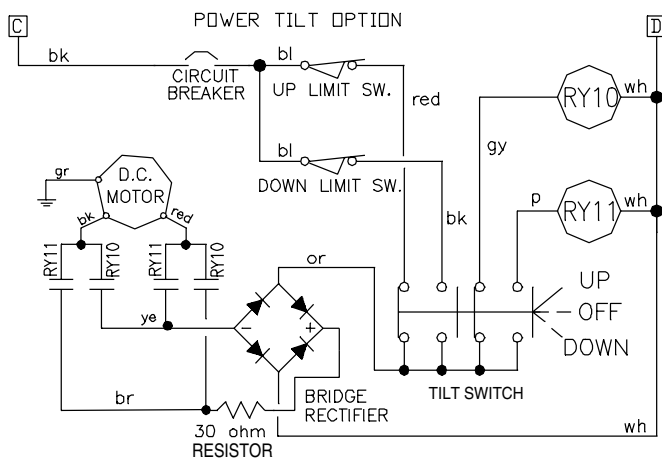 POWER TILT OPTION
C
D
bk
bl
CIRCUIT
BREAKER
UP LIMIT SW.
red
wh
RY10
gy
bl
DOWN LIMIT SW.
bk
p
wh
RY11
gr
D.C.
MOTOR
bk
red
RY11
RY10
RY11
RY10
or
UP
OFF
DOWN
ye
-
+
br
BRIDGE
RECTIFIER
TILT SWITCH
30 ohm
RESISTOR
wh